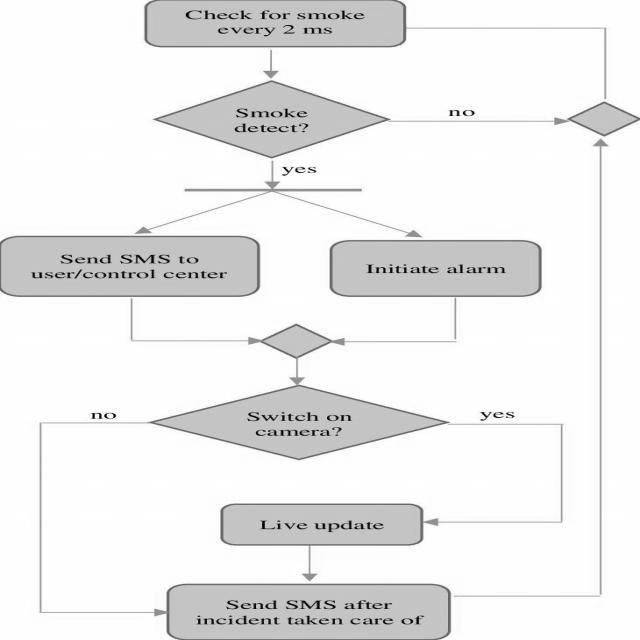 Check for smoke
every 2 ms
Smoke
detect?
no
yes
Send SMS to
user/control center
Initiate alarm
no
Switch on
camera?
yes
Live update
Send SMS after
incident taken care of